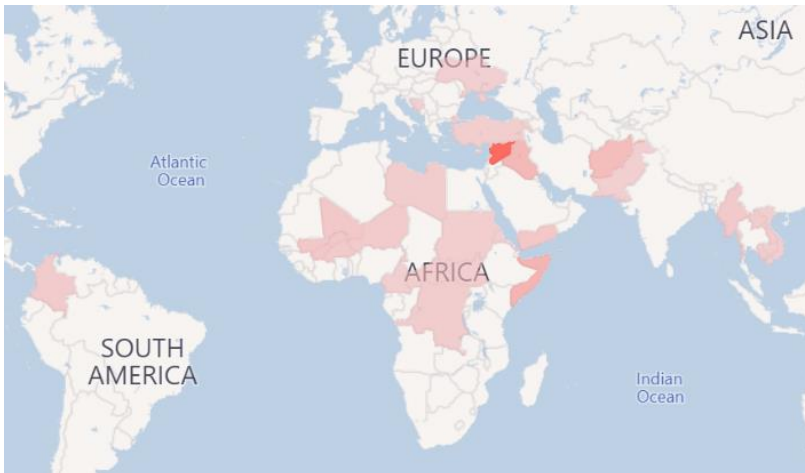 ASIA
EUROPE
Atlantic
Ocean
AFRICA
SOUTH
AMERICA
Indian
Ocean